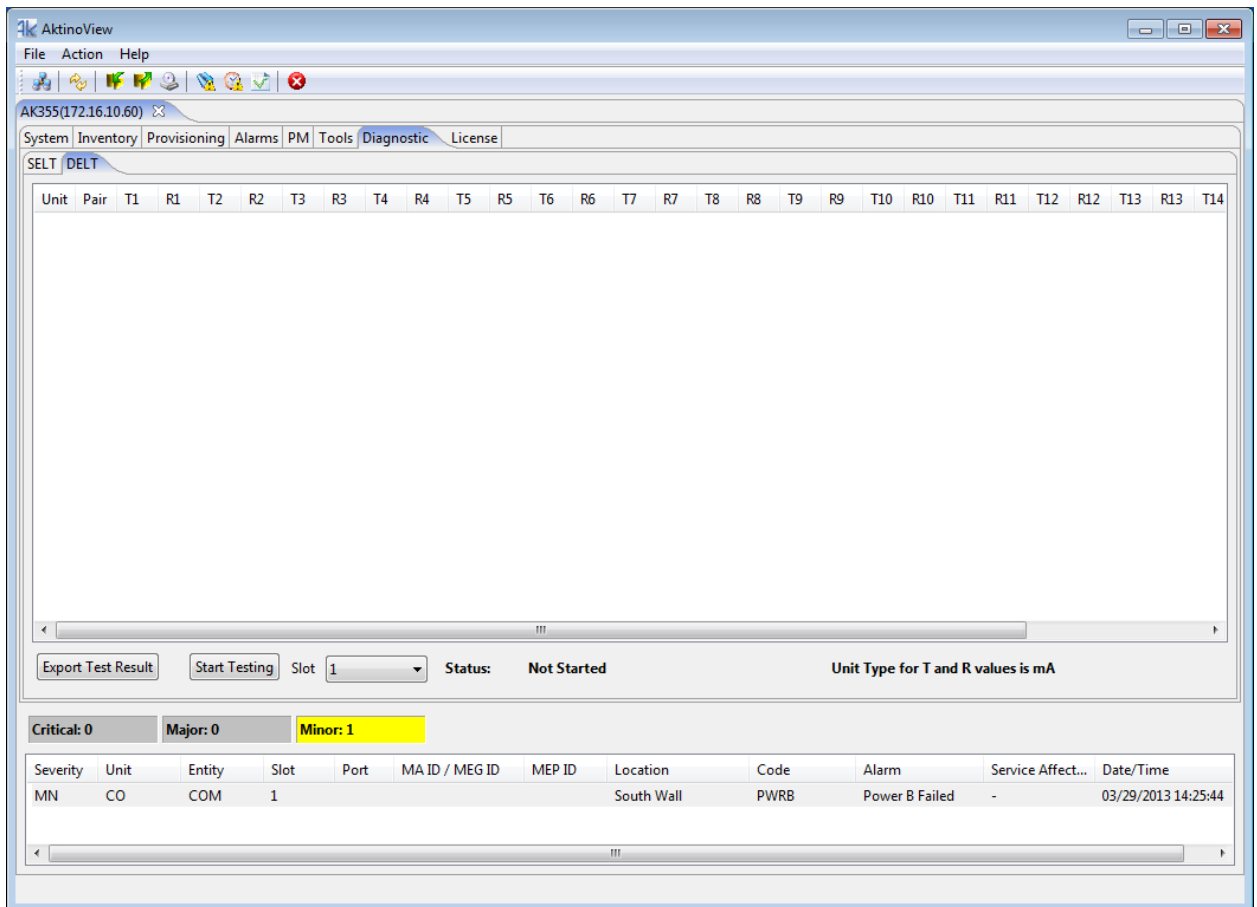 AktinoView
File Action Help
AK355(172.16.10.60)
System Inventory Provisioning Alarms PM Tools Diagnostic License
SELT DELT
Unit Pair T1 R1 T2 R2 T3 R3 T4 R4 T5 R5 T6 R6 T7 R7 T8 R8 T9 R9 T10 R10 T11 R11 T12 R12 T13 R13 T14
Export Test Result Start Testing Slot 1 Status: Not Started Unit Type for T and R values is mA
Critical: 0 Major: 0 Minor: 1
Severity Unit Entity Slot Port MA ID / MEG ID MEP ID Location Code Alarm Service Affect... Date/Time
MN CO COM 1 South Wall PWRB Power B Failed - 03/29/2013 14:25:44